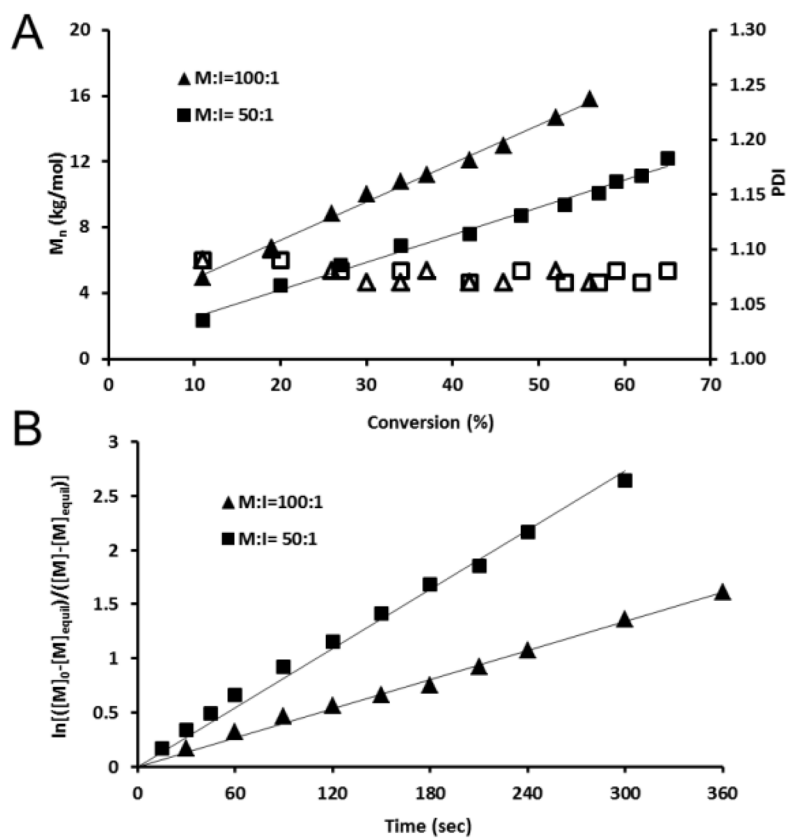 A
20
16
12
8
4
0
Mn (kg/mol)
▲ M:I=100:1
■ M:I= 50:1
1.30
1.25
1.20
1.15
1.10
1.05
1.00
PDI
0 10 20 30 40 50 60 70
Conversion (%)
B
3
2.5
2
1.5
1
0.5
0
ln[([M]0-[M]equil)/([M]-[M]equil)]
▲ M:I=100:1
■ M:I= 50:1
0 60 120 180 240 300 360
Time (sec)